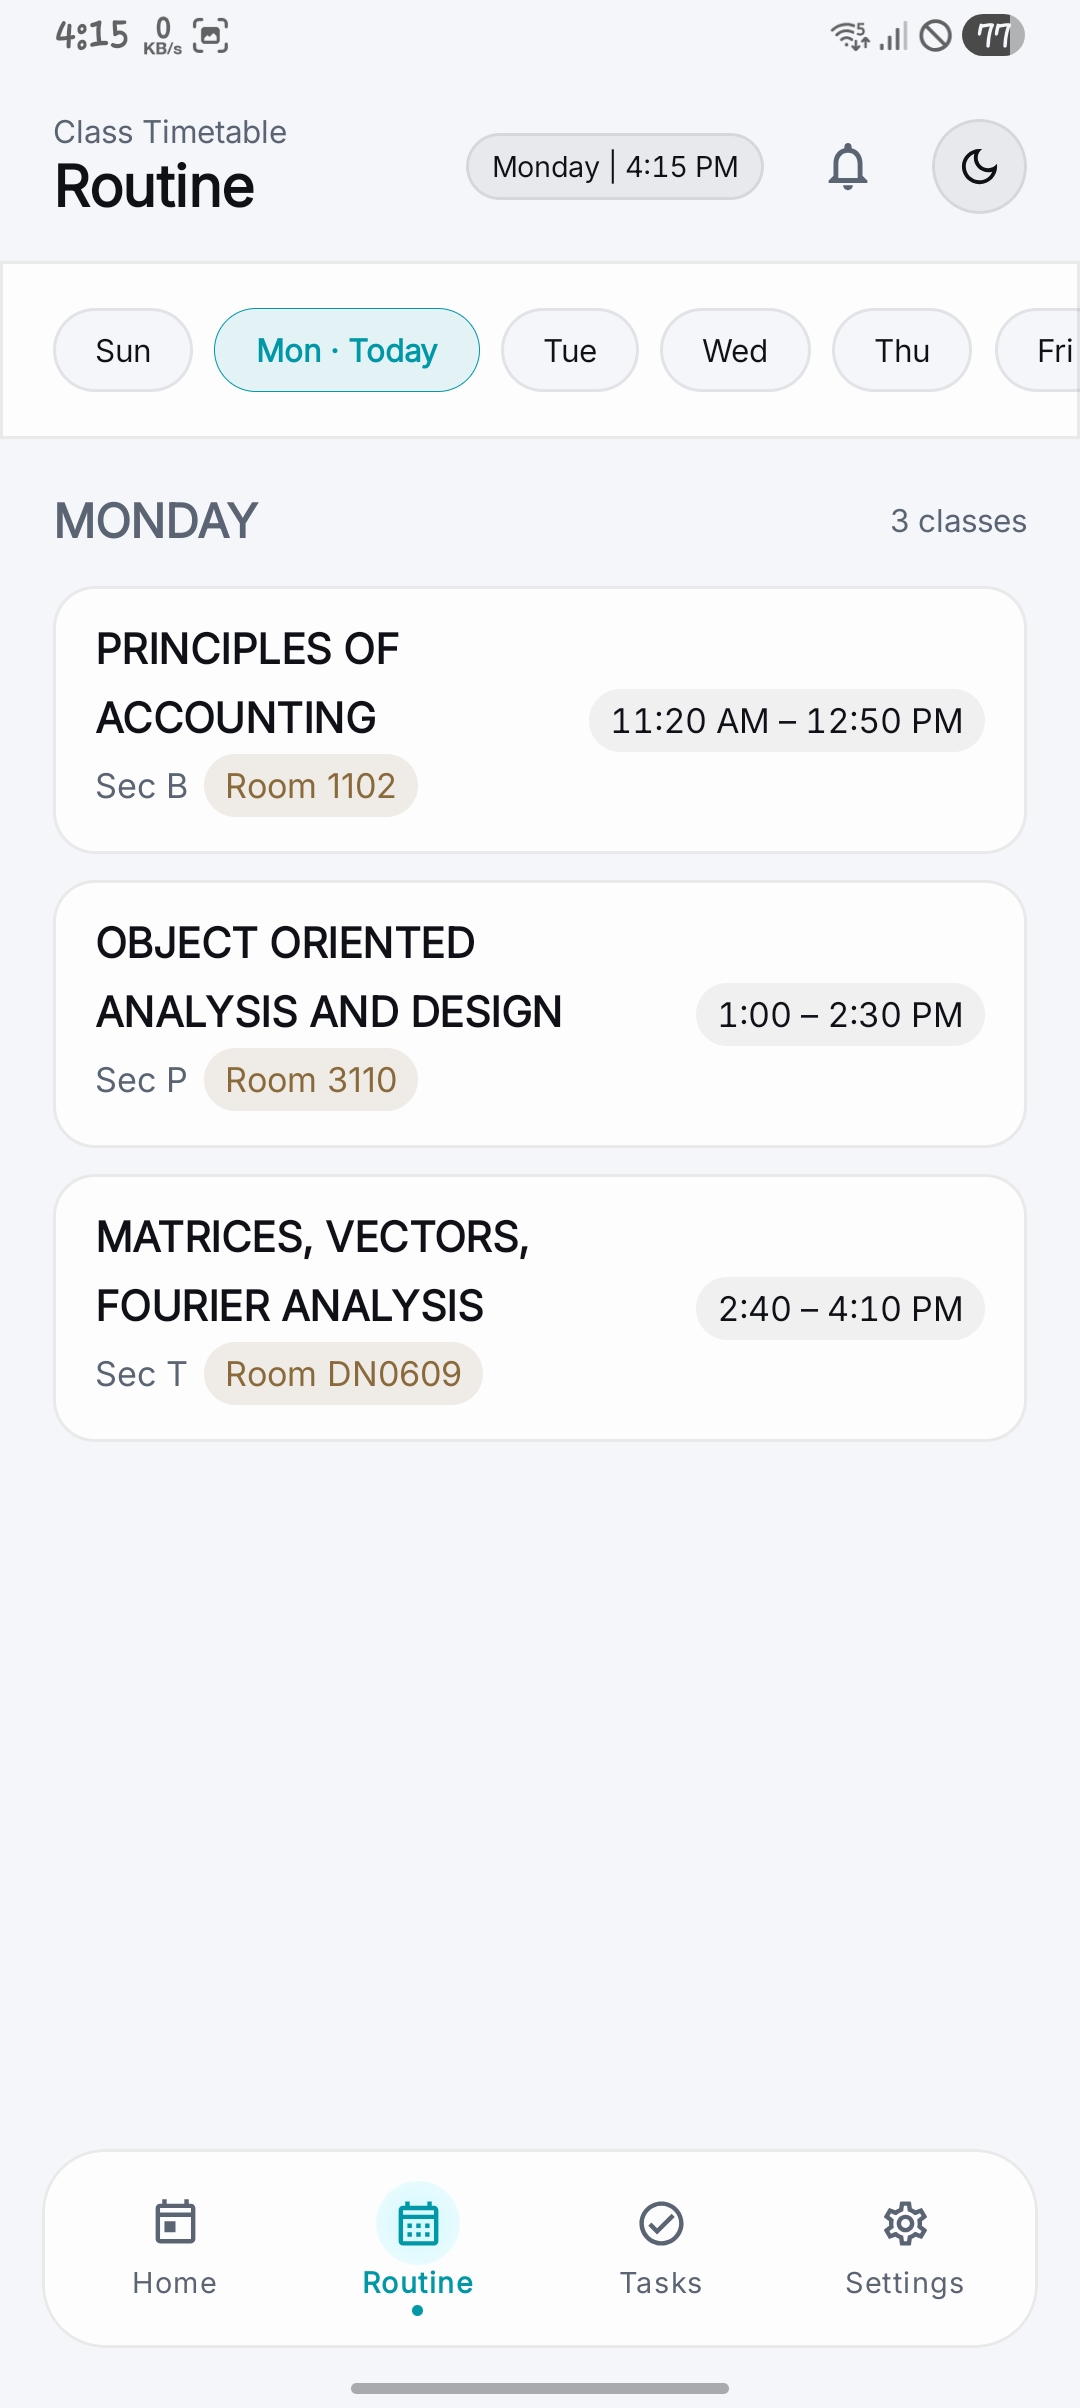 4:15 0 KB/s 5 77
Class Timetable
Routine
Monday | 4:15 PM
Sun
Mon · Today
Tue
Wed
Thu
Fri
MONDAY
3 classes
PRINCIPLES OF
ACCOUNTING
11:20 AM – 12:50 PM
Sec B
Room 1102
OBJECT ORIENTED
ANALYSIS AND DESIGN
1:00 – 2:30 PM
Sec P
Room 3110
MATRICES, VECTORS,
FOURIER ANALYSIS
2:40 – 4:10 PM
Sec T
Room DN0609
Home
Routine
Tasks
Settings